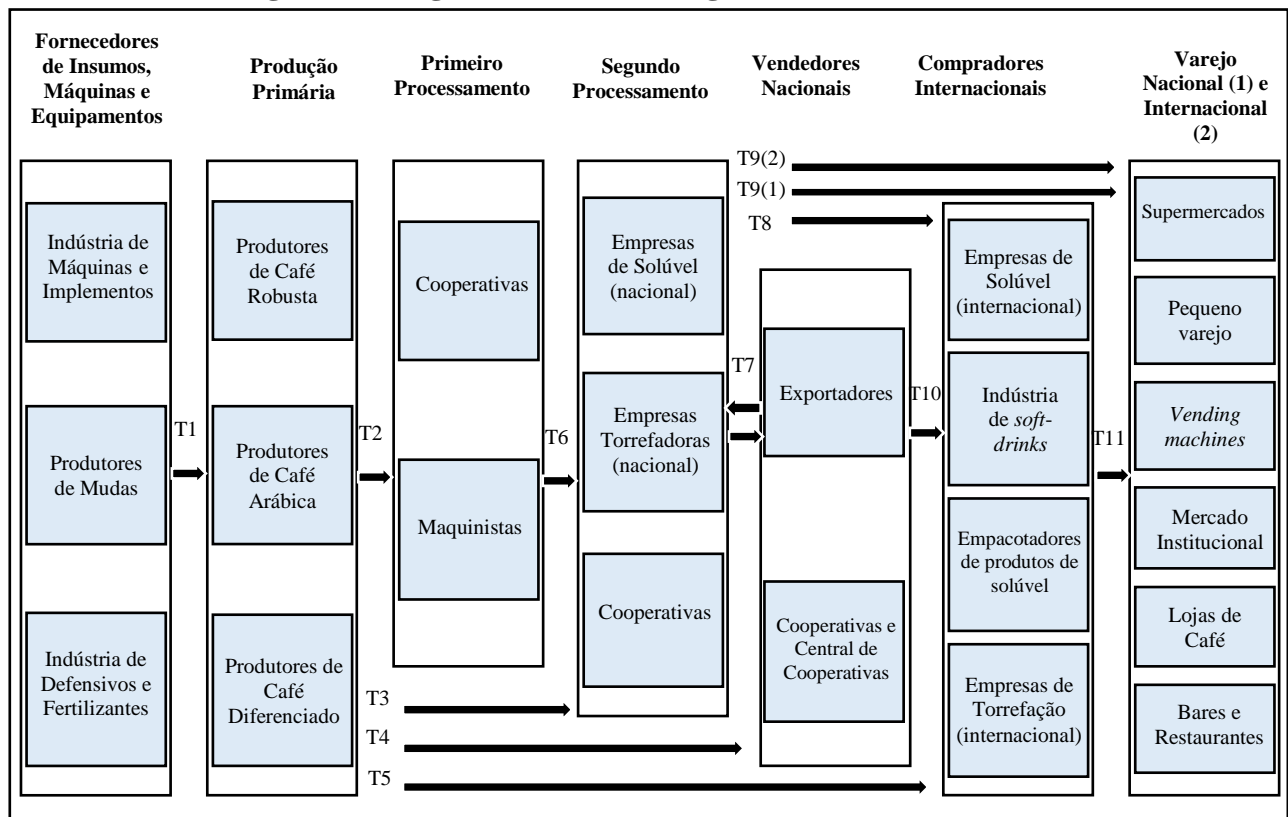 Fornecedores
de Insumos,
Máquinas e
Equipamentos
Produção
Primária
Primeiro
Processamento
Segundo
Processamento
Vendedores
Nacionais
Compradores
Internacionais
Varejo
Nacional (1) e
Internacional
(2)
Indústria de
Máquinas e
Implementos
Produtores
de Mudas
Indústria de
Defensivos e
Fertilizantes
T1
Produtores
de Café
Robusta
Produtores
de Café
Arábica
Produtores de
Café
Diferenciado
T2
T3
T4
T5
Cooperativas
Maquinistas
T6
Empresas
de Solúvel
(nacional)
Empresas
Torrefadoras
(nacional)
Cooperativas
T7
T9(2)
T9(1)
T8
Exportadores
Cooperativas e
Central de
Cooperativas
T10
Empresas de
Solúvel
(internacional)
Indústria
de soft-
drinks
Empacotadores
de produtos de
solúvel
Empresas de
Torrefação
(internacional)
T11
Supermercados
Pequeno
varejo
Vending
machines
Mercado
Institucional
Lojas de
Café
Bares e
Restaurantes